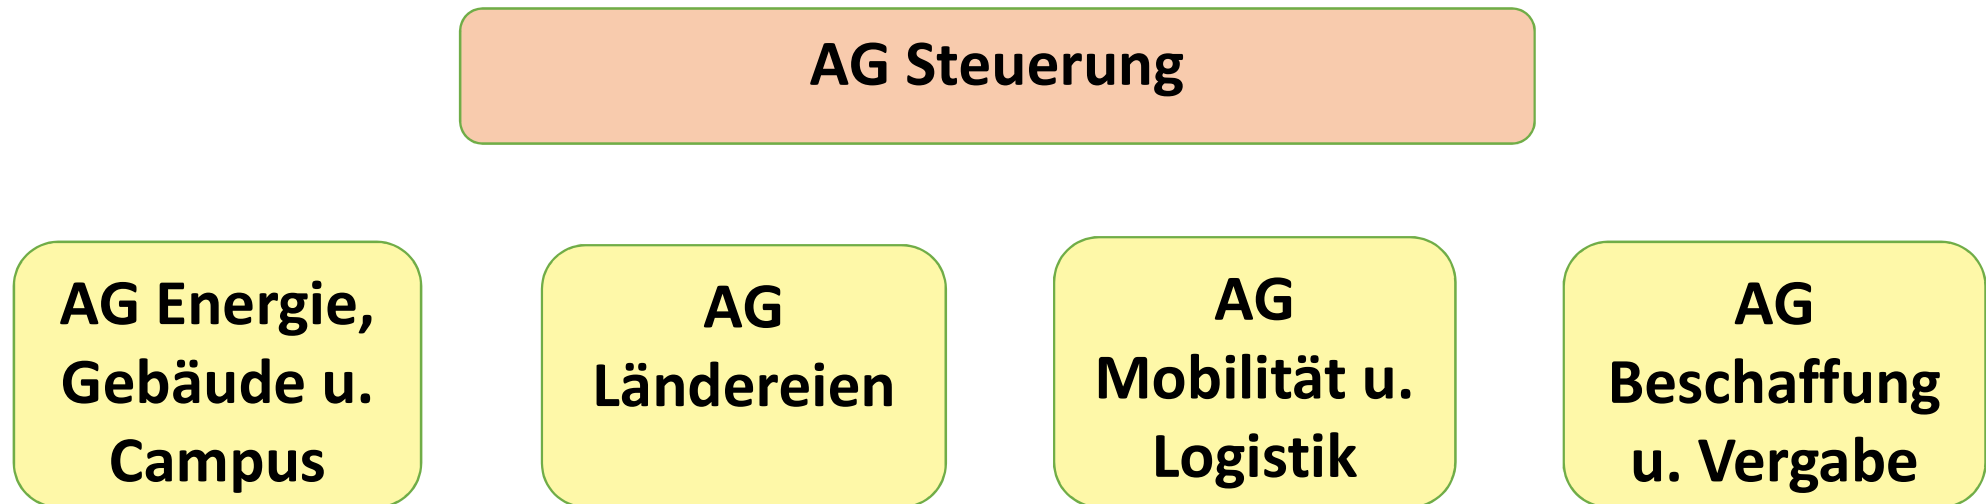 AG Steuerung
AG Energie,
Gebäude u.
Campus
AG
Ländereien
AG
Mobilität u.
Logistik
AG
Beschaffung
u. Vergabe